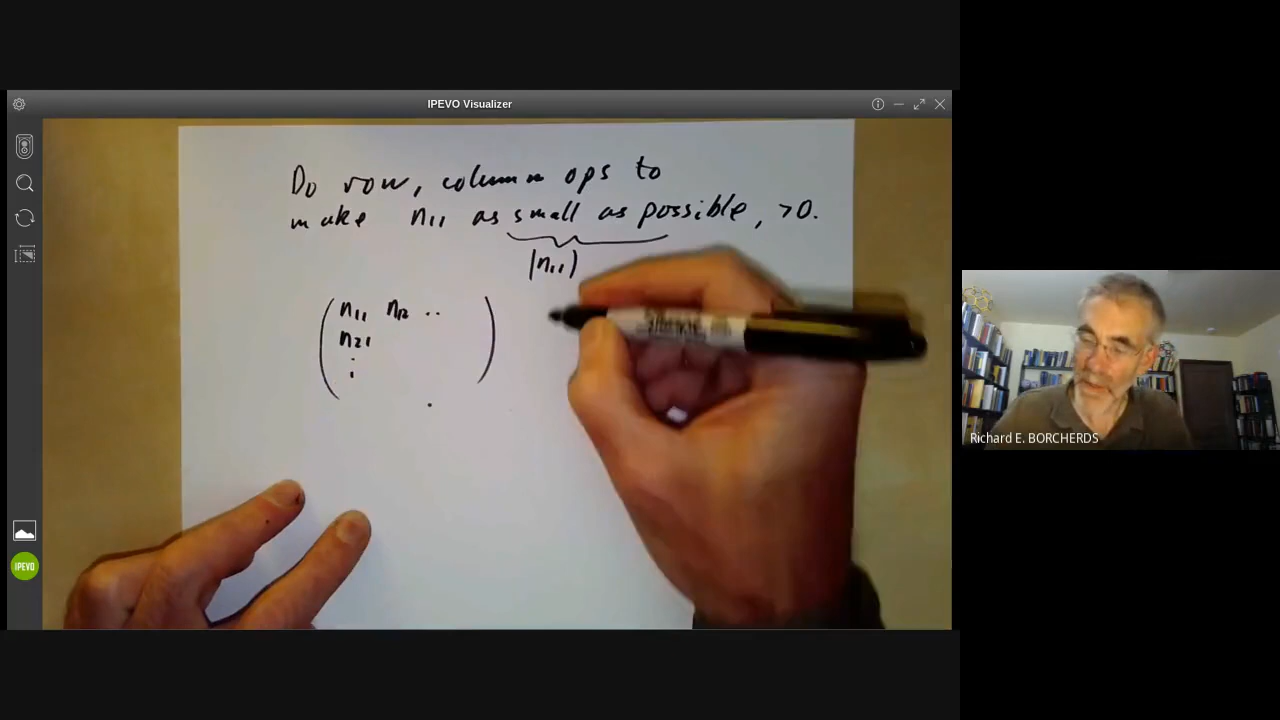 IPEVO Visualizer
Do row, column ops to
make n11 as small as possible, >0.
|n11|
n11 n12 ..
n21
:
.
Richard E. BORCHERDS
IPEVO